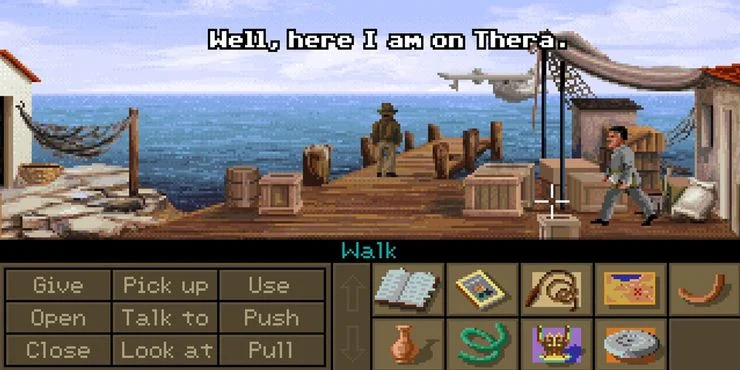 Well, here I am on Thera.
Walk
Give Pick up Use
Open Talk to Push
Close Look at Pull